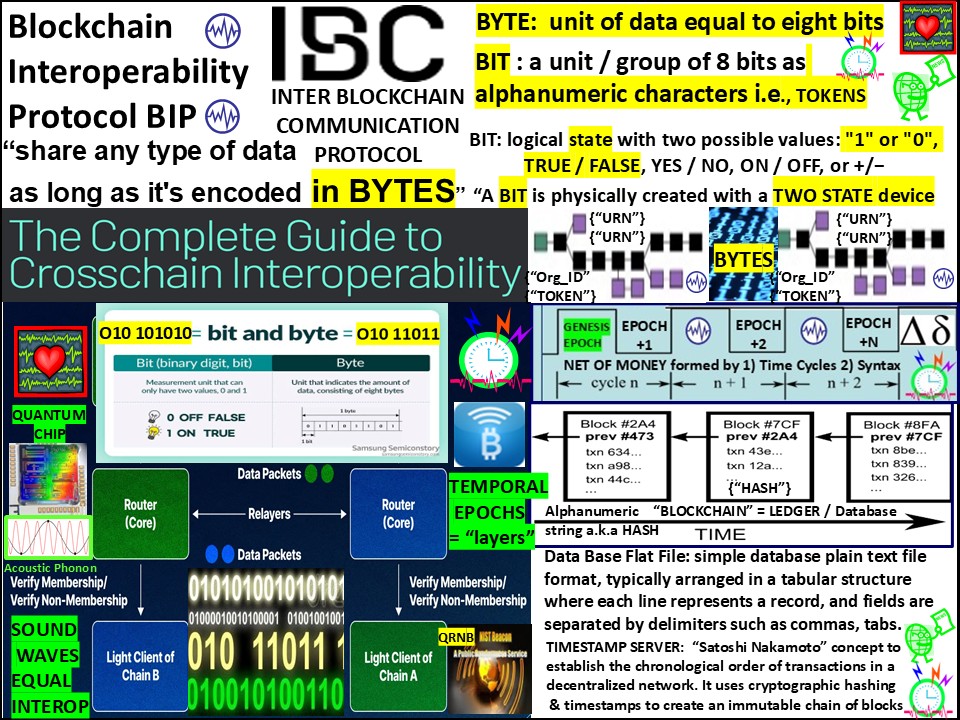 Blockchain
Interoperability
Protocol BIP
“share any type of data
as long as it's encoded in BYTES”
IBC
INTER BLOCKCHAIN
COMMUNICATION
PROTOCOL
BYTE: unit of data equal to eight bits
BIT : a unit / group of 8 bits as
alphanumeric characters i.e., TOKENS
BIT: logical state with two possible values: "1" or "0",
TRUE / FALSE, YES / NO, ON / OFF, or +/−
“A BIT is physically created with a TWO STATE device
The Complete Guide to
Crosschain Interoperability
{“URN”}
{“URN”}
{“Org_ID”
{“TOKEN”}
BYTES
{“URN”}
{“URN”}
{“Org_ID”
{“TOKEN”}
O10 101010 = bit and byte = O10 11011
Bit (binary digit, bit)
Byte
Measurement unit that can
only have two values, 0 and 1
Unit that indicates the amount of
data, consisting of eight bits
0 OFF FALSE
1 ON TRUE
1 byte
0 1 1 0 1 1 0 1
1 bit
Samsung Semiconstory
GENESIS
EPOCH
EPOCH
+1
EPOCH
+2
EPOCH
+N
Δδ
NET OF MONEY formed by 1) Time Cycles 2) Syntax
cycle n
n + 1
n + 2
QUANTUM
CHIP
Acoustic Phonon
SOUND
WAVES
EQUAL
INTEROP
Data Packets
Router
(Core)
Relayers
Router
(Core)
Data Packets
Verify Membership/
Verify Non-Membership
Verify Membership/
Verify Non-Membership
Light Client of
Chain B
Light Client of
Chain A
010 11011
TEMPORAL
EPOCHS
= “layers”
QRNB
NIST Beacon
Block #2A4
prev #473
txn 634...
txn a98...
txn 44c...
...
Block #7CF
prev #2A4
txn 43e...
txn 12a...
...
{“HASH”}
Block #8FA
prev #7CF
txn 8be...
txn 839...
txn 326...
...
Alphanumeric “BLOCKCHAIN” = LEDGER / Database
string a.k.a HASH
TIME
Data Base Flat File: simple database plain text file
format, typically arranged in a tabular structure
where each line represents a record, and fields are
separated by delimiters such as commas, tabs.
TIMESTAMP SERVER: “Satoshi Nakamoto” concept to
establish the chronological order of transactions in a
decentralized network. It uses cryptographic hashing
& timestamps to create an immutable chain of blocks